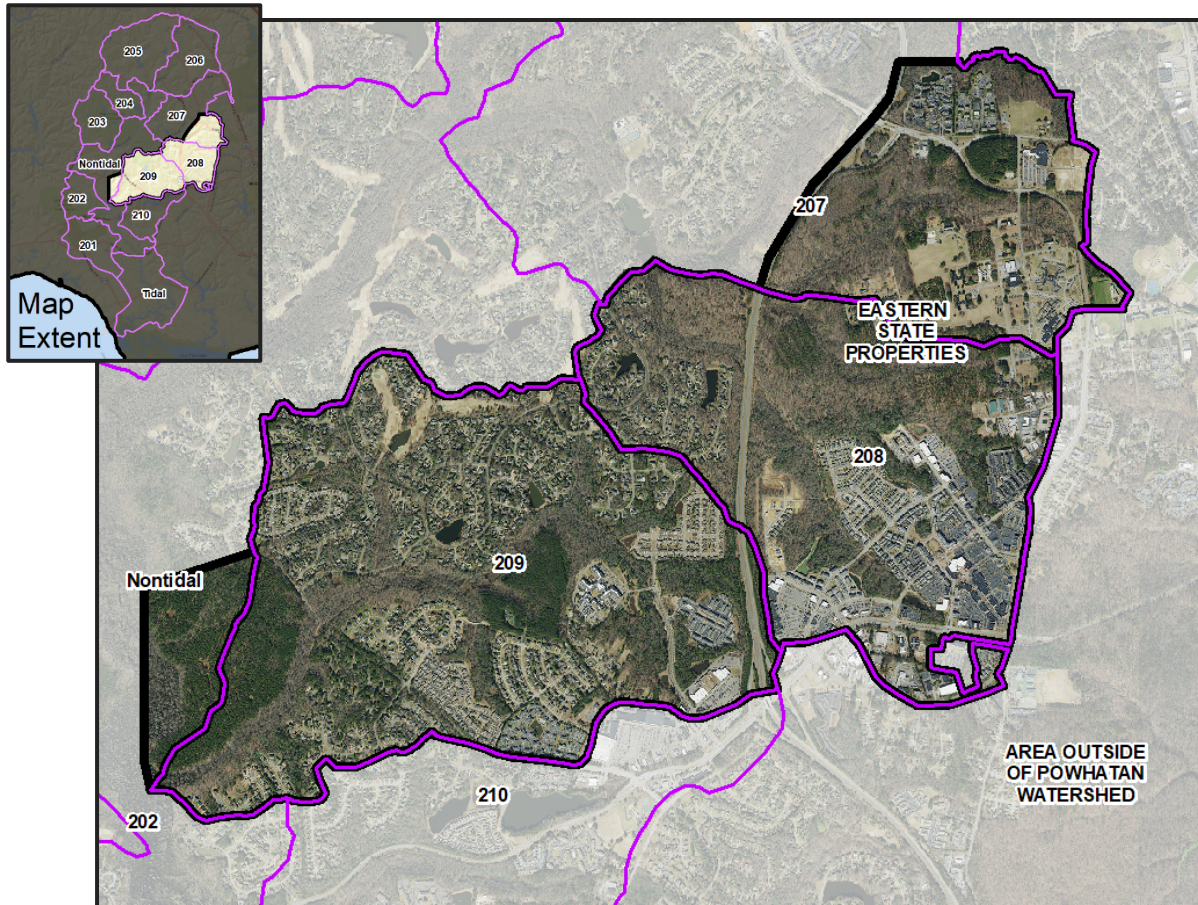 205
206
204
207
203
Nontidal
208
209
202
210
201
Tidal
Map
Extent
207
EASTERN
STATE
PROPERTIES
208
209
Nontidal
AREA OUTSIDE
OF POWHATAN
WATERSHED
210
202